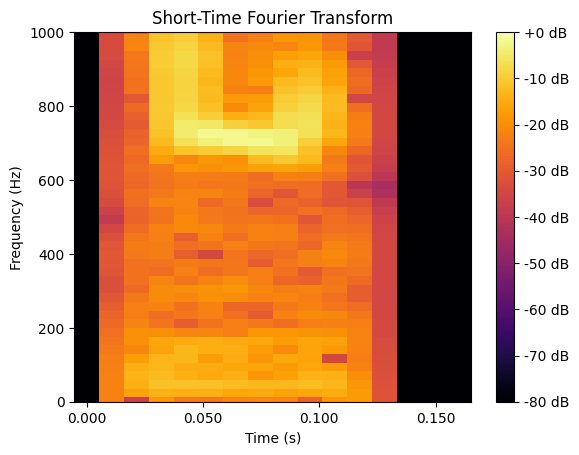 Short-Time Fourier Transform
1000
800
600
400
200
0
Frequency (Hz)
0.000
0.050
0.100
0.150
Time (s)
+0 dB
-10 dB
-20 dB
-30 dB
-40 dB
-50 dB
-60 dB
-70 dB
-80 dB